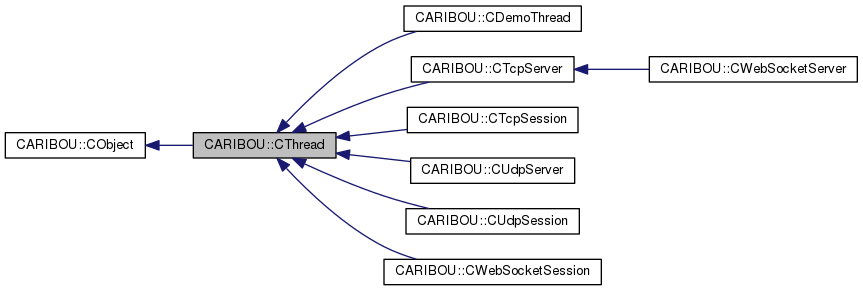 CARIBOU::CDemoThread
CARIBOU::CTcpServer
CARIBOU::CWebSocketServer
CARIBOU::CTcpSession
CARIBOU::CObject
CARIBOU::CThread
CARIBOU::CUdpServer
CARIBOU::CUdpSession
CARIBOU::CWebSocketSession